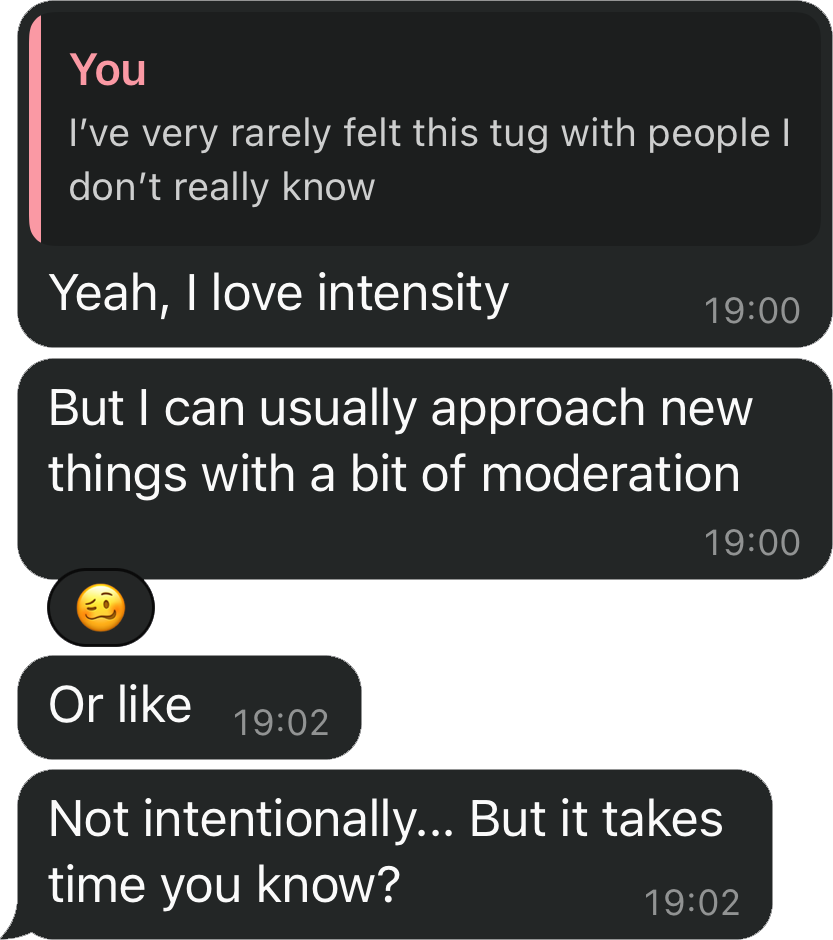 You
I’ve very rarely felt this tug with people I
don’t really know
Yeah, I love intensity
19:00
But I can usually approach new
things with a bit of moderation
19:00
Or like 19:02
Not intentionally... But it takes
time you know?
19:02